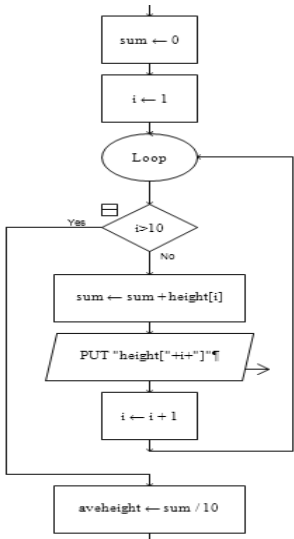 sum ← 0
i ← 1
Loop
i>10
Yes
No
sum ← sum + height[i]
PUT "height["+i+"]"¶
i ← i + 1
aveheight ← sum / 10